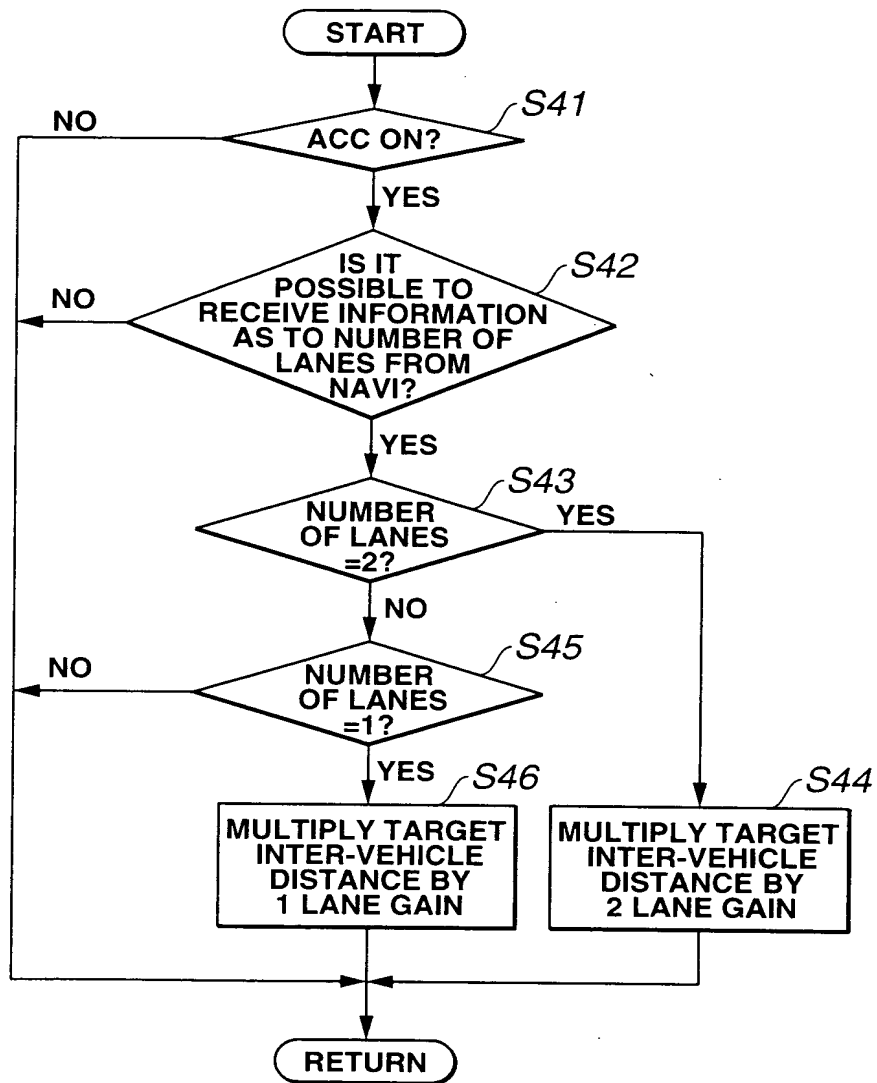 START
S41
NO
ACC ON?
YES
S42
IS IT
POSSIBLE TO
NO
RECEIVE INFORMATION
AS TO NUMBER OF
LANES FROM
NAVI?
YES
S43
NUMBER
OF LANES
=2?
YES
NO
S45
NO
NUMBER
OF LANES
=1?
YES
S46
MULTIPLY TARGET
INTER-VEHICLE
DISTANCE BY
1 LANE GAIN
S44
MULTIPLY TARGET
INTER-VEHICLE
DISTANCE BY
2 LANE GAIN
RETURN